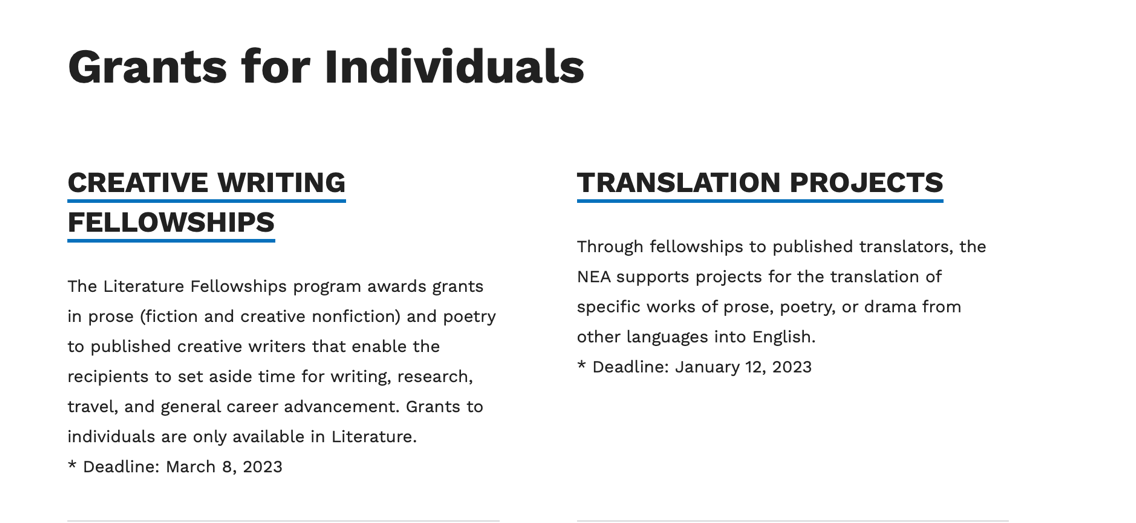 Grants for Individuals
CREATIVE WRITING
FELLOWSHIPS
The Literature Fellowships program awards grants
in prose (fiction and creative nonfiction) and poetry
to published creative writers that enable the
recipients to set aside time for writing, research,
travel, and general career advancement. Grants to
individuals are only available in Literature.
* Deadline: March 8, 2023
TRANSLATION PROJECTS
Through fellowships to published translators, the
NEA supports projects for the translation of
specific works of prose, poetry, or drama from
other languages into English.
* Deadline: January 12, 2023